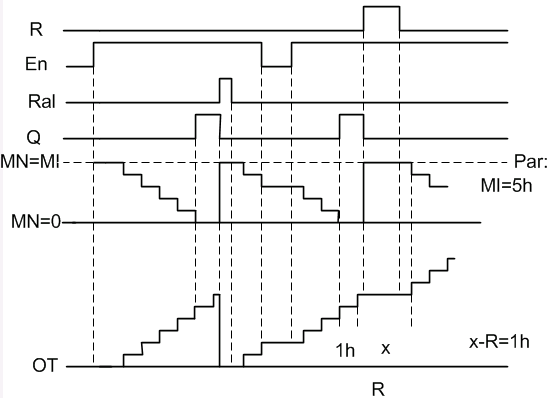 R
En
Ral
Q
MN=MI
Par:
MI=5h
MN=0
1h
x
x-R=1h
OT
R